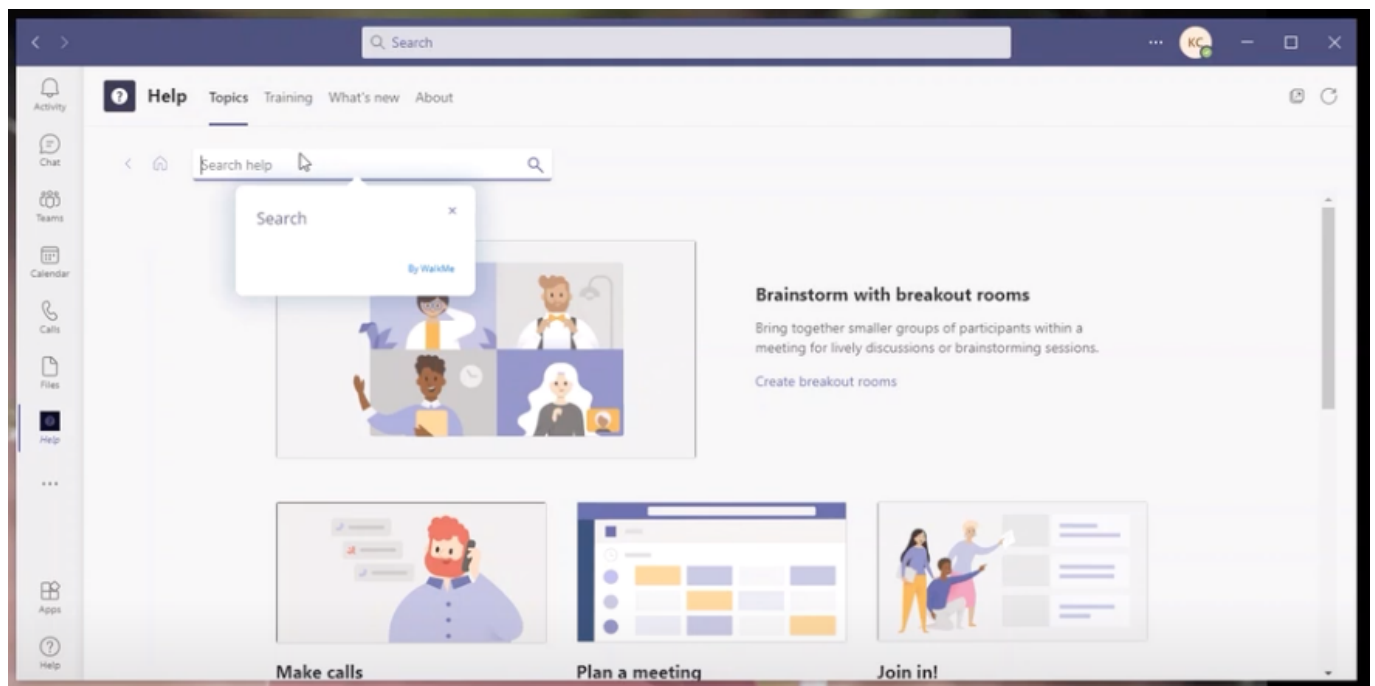 Search
KC
Activity
Chat
Teams
Calendar
Calls
Files
Help
Apps
Help
Help Topics Training What's new About
Search help
Search
By WalkMe
Brainstorm with breakout rooms
Bring together smaller groups of participants within a
meeting for lively discussions or brainstorming sessions.
Create breakout rooms
Make calls
Plan a meeting
Join in!